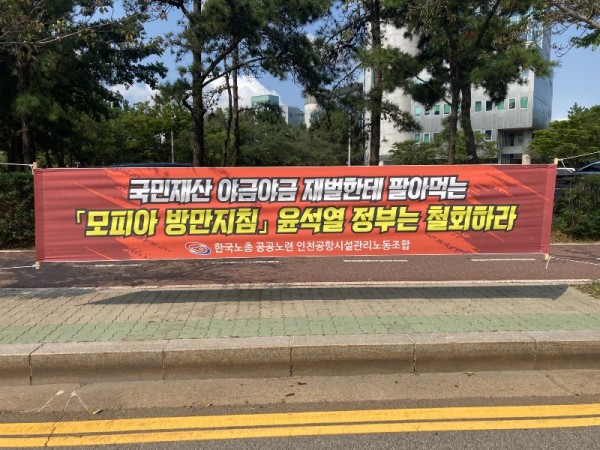 국민재산 야금야금 재벌한테 팔아먹는
『모피아 방만지침』 윤석열 정부는 철회하라
한국노총 공공노련 인천공항시설관리노동조합